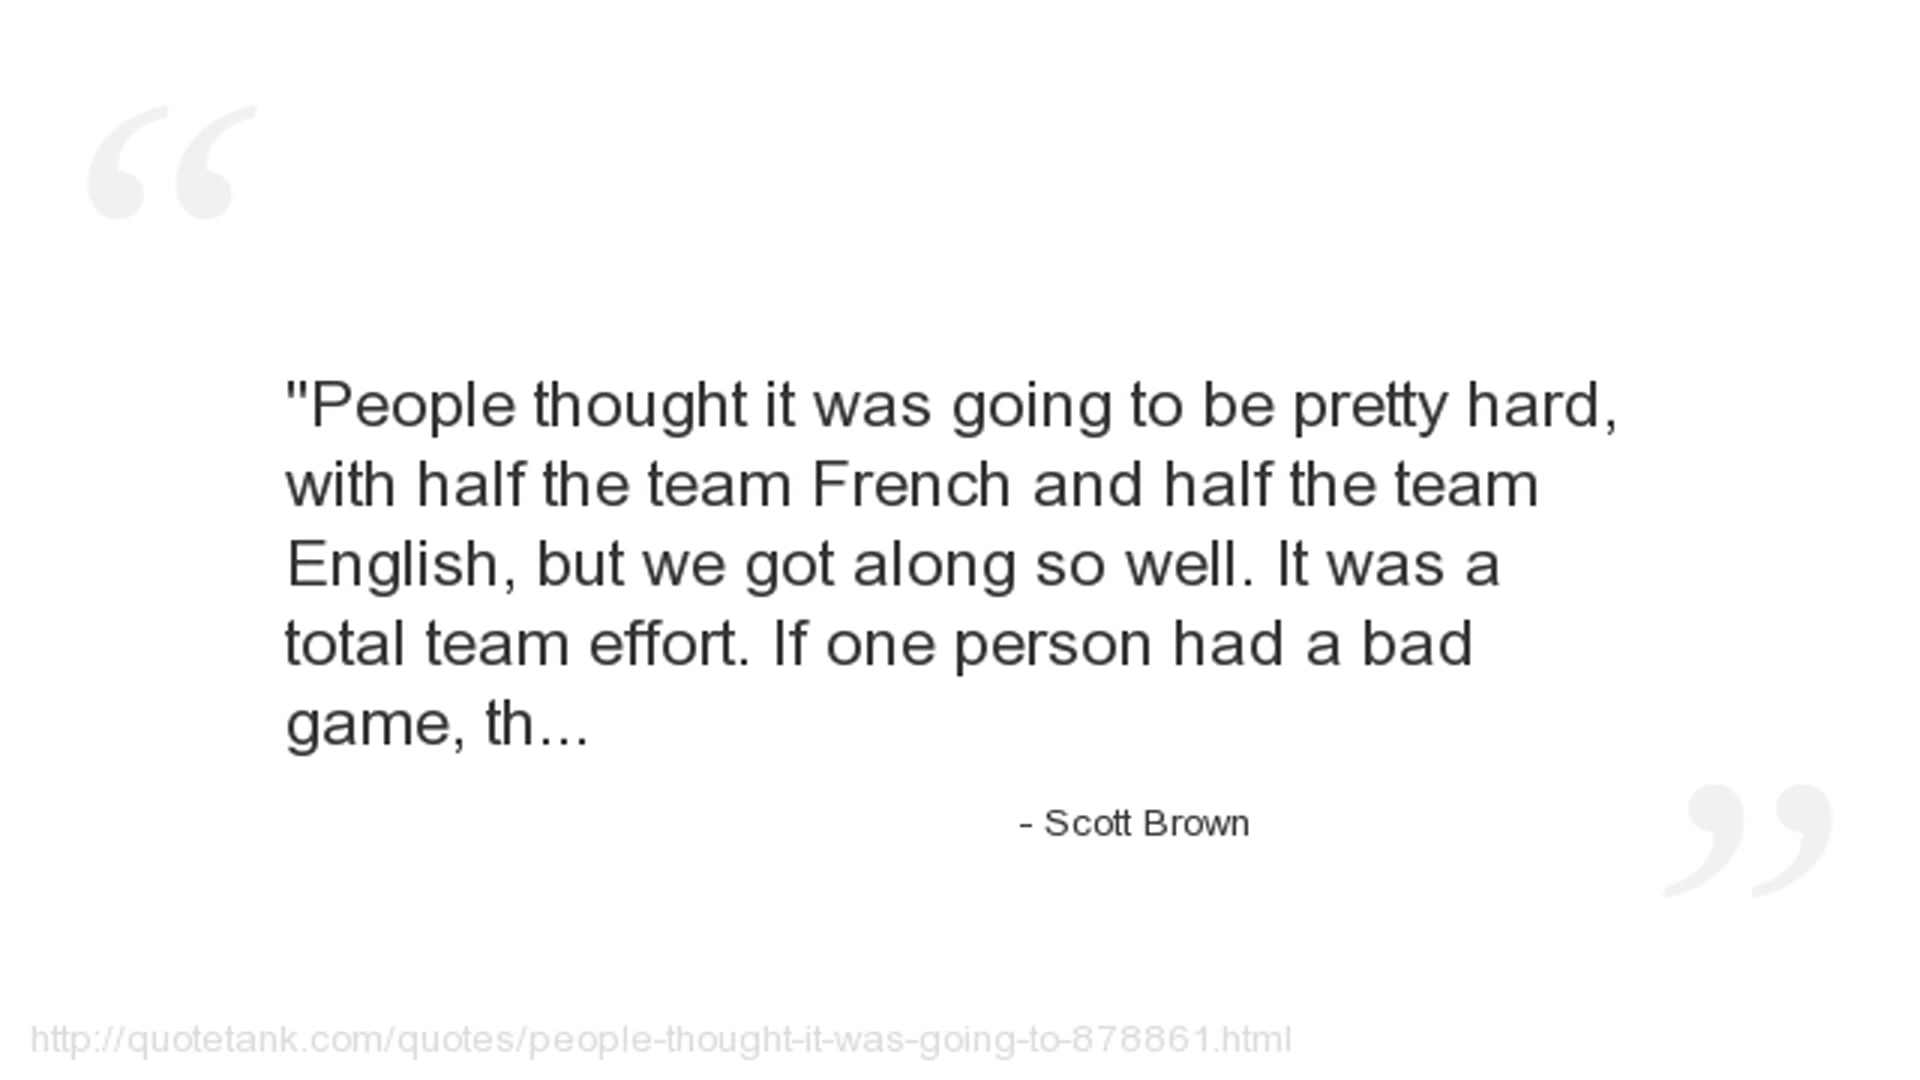 “
"People thought it was going to be pretty hard,
with half the team French and half the team
English, but we got along so well. It was a
total team effort. If one person had a bad
game, th...
- Scott Brown
”
http://quotetank.com/quotes/people-thought-it-was-going-to-878861.html